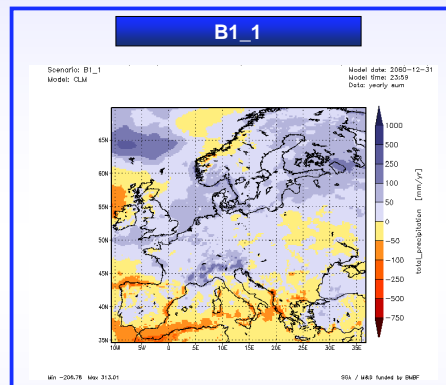 B1_1
Scenario: B1_1
Model: CLM
Model date: 2060-12-31
Model time: 23:59
Data: yearly sum
65N
60N
55N
50N
45N
40N
35N
10W 5W 0 5E 10E 15E 20E 25E 30E 35E
1000
500
250
100
50
0
-50
-100
-250
-500
-750
total_precipitation [mm/yr]
Min -206.76 Max 313.01
SGA / M&D funded by BMBF